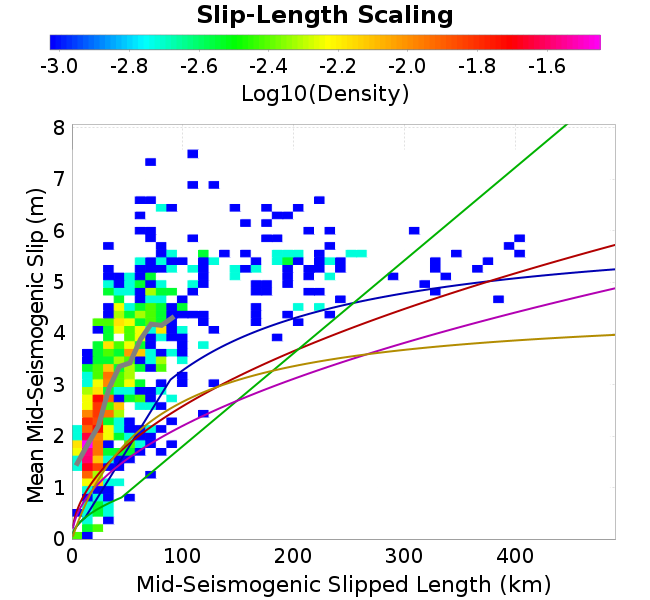 Slip-Length Scaling
-3.0 -2.8 -2.6 -2.4 -2.2 -2.0 -1.8 -1.6
Log10(Density)
8
7
6
5
4
3
2
1
0
Mean Mid-Seismogenic Slip (m)
0 100 200 300 400
Mid-Seismogenic Slipped Length (km)